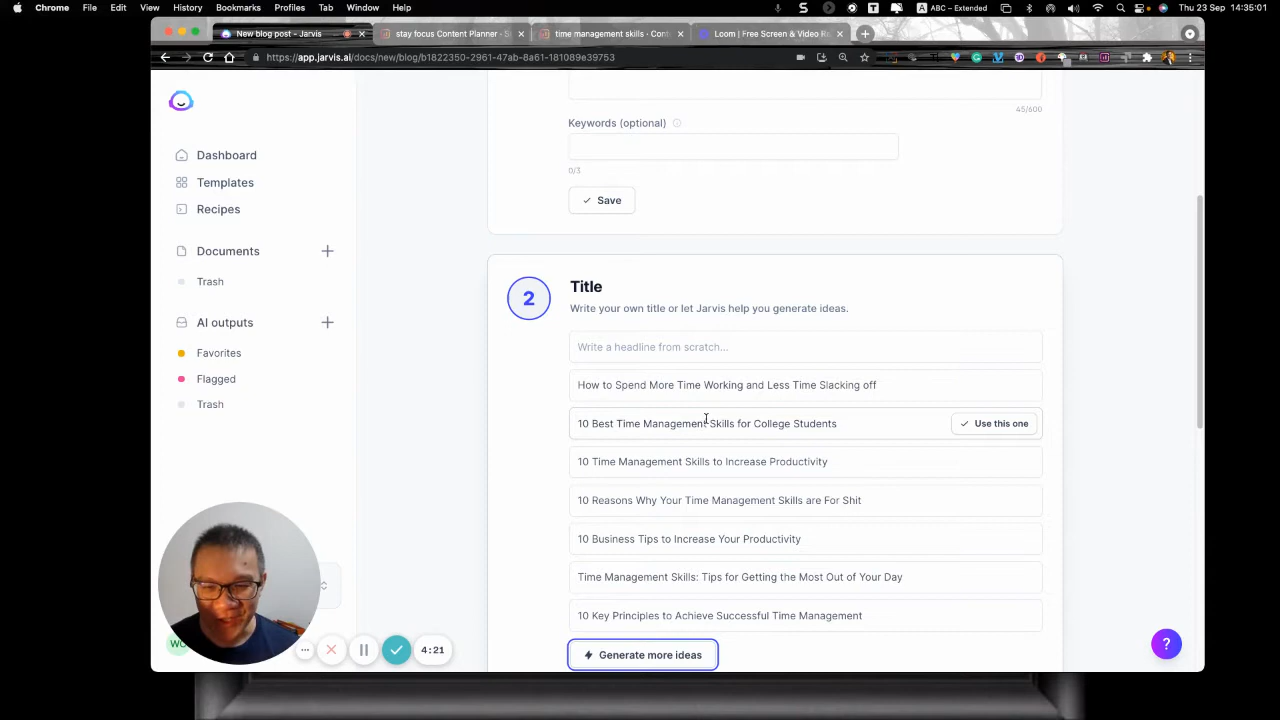 Chrome File Edit View History Bookmarks Profiles Tab Window Help
ABC – Extended
Thu 23 Sep 14:35:01
New blog post - Jarvis
stay focus Content Planner - S
time management skills - Cont
Loom | Free Screen & Video Re
https://app.jarvis.ai/docs/new/blog/b1822350-2961-47ab-8a61-181089e39753
45/600
Dashboard
Templates
Recipes
Documents
Trash
AI outputs
Favorites
Flagged
Trash
Keywords (optional)
0/3
Save
2
Title
Write your own title or let Jarvis help you generate ideas.
Write a headline from scratch...
How to Spend More Time Working and Less Time Slacking off
10 Best Time Management Skills for College Students
Use this one
10 Time Management Skills to Increase Productivity
10 Reasons Why Your Time Management Skills are For Shit
10 Business Tips to Increase Your Productivity
Time Management Skills: Tips for Getting the Most Out of Your Day
10 Key Principles to Achieve Successful Time Management
Generate more ideas
4:21
?